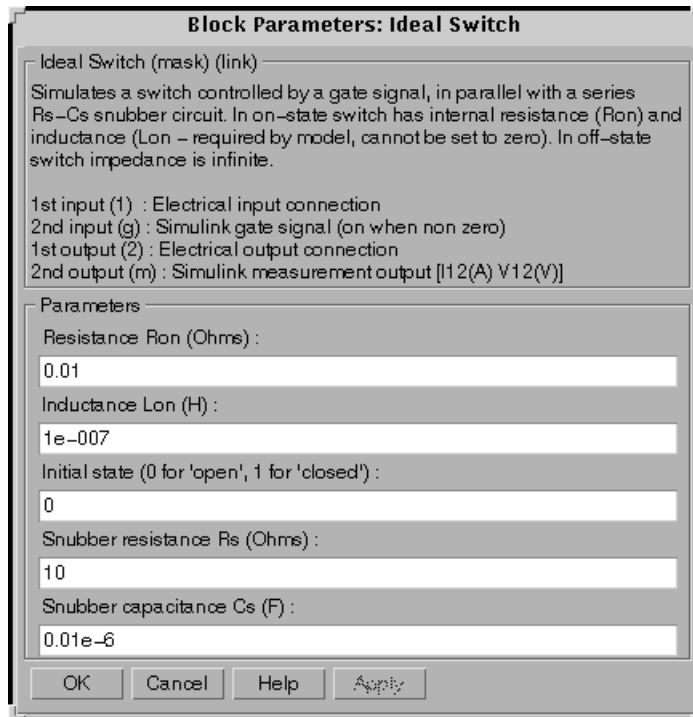 Block Parameters: Ideal Switch
Ideal Switch (mask) (link)
Simulates a switch controlled by a gate signal, in parallel with a series
Rs-Cs snubber circuit. In on-state switch has internal resistance (Ron) and
inductance (Lon - required by model, cannot be set to zero). In off-state
switch impedance is infinite.
1st input (1) : Electrical input connection
2nd input (g) : Simulink gate signal (on when non zero)
1st output (2) : Electrical output connection
2nd output (m) : Simulink measurement output [I12(A) V12(V)]
Parameters
Resistance Ron (Ohms) :
0.01
Inductance Lon (H) :
1e-007
Initial state (0 for 'open', 1 for 'closed') :
0
Snubber resistance Rs (Ohms) :
10
Snubber capacitance Cs (F) :
0.01e-6
OK Cancel Help Apply